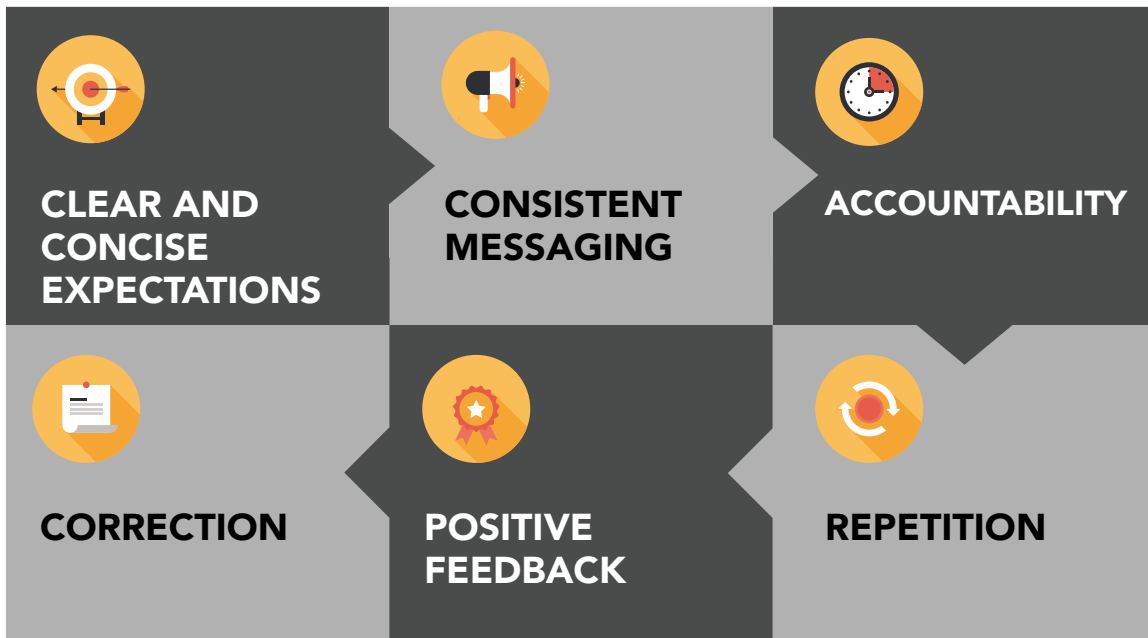 CLEAR AND
CONCISE
EXPECTATIONS
CONSISTENT
MESSAGING
ACCOUNTABILITY
REPETITION
POSITIVE
FEEDBACK
CORRECTION